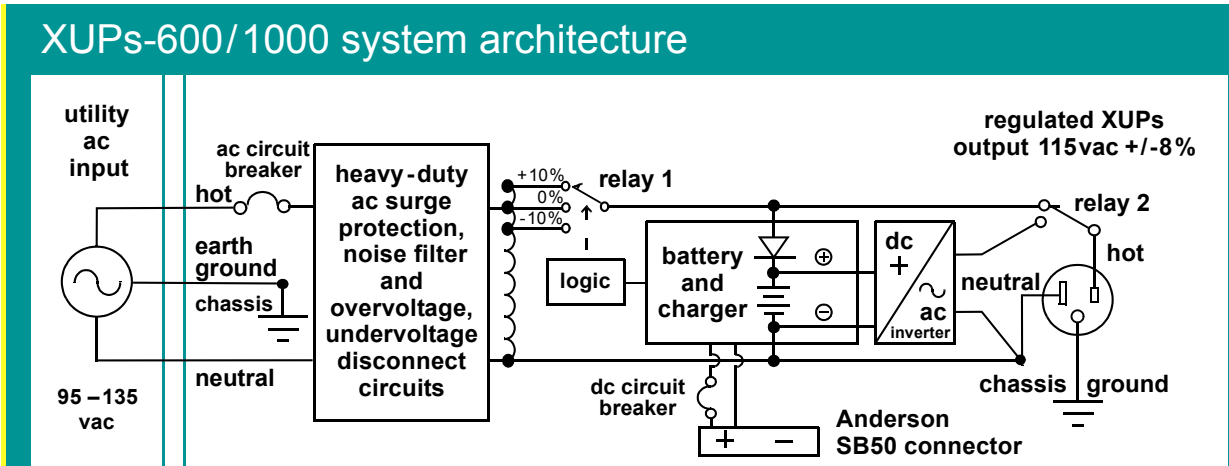 XUPs-600/1000 system architecture
utility
ac
input
95 – 135
vac
ac circuit
breaker
hot
earth
ground
chassis
neutral
heavy-duty
ac surge
protection,
noise filter
and
overvoltage,
undervoltage
disconnect
circuits
+10%
0%
-10%
relay 1
logic
battery
and
charger
+
−
dc circuit
breaker
+ −
Anderson
SB50 connector
dc
+
ac
inverter
regulated XUPs
output 115vac +/-8%
relay 2
hot
neutral
chassis ground